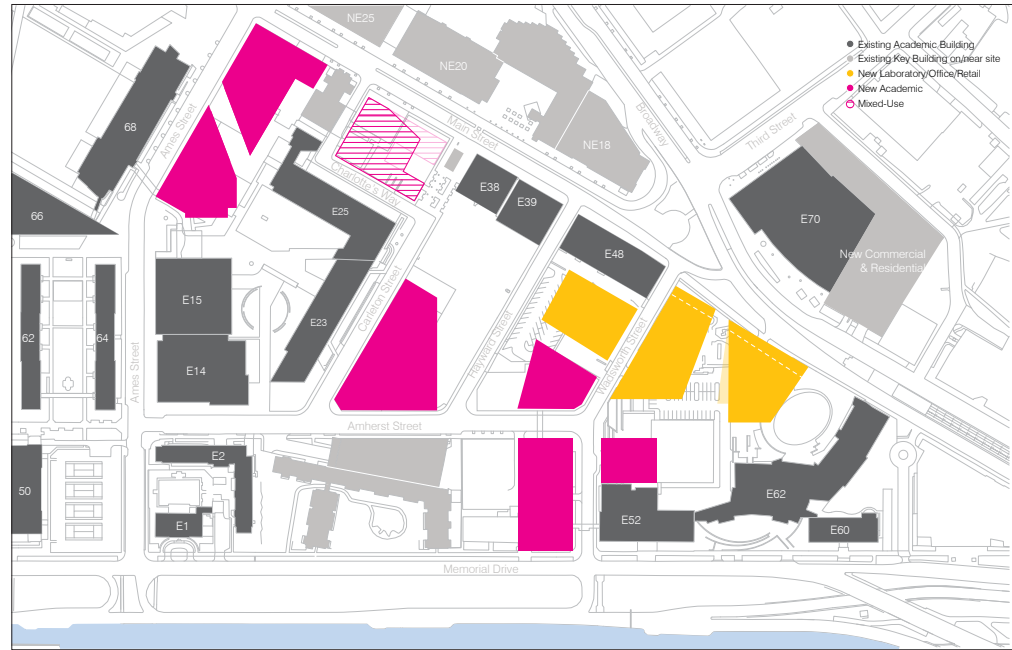 NE25
NE20
Existing Academic Building
Existing Key Building on/near site
New Laboratory/Office/Retail
New Academic
Mixed-Use
68
Ames Street
Main Street
Broadway
Third Street
NE18
Charlotte's Way
E38
E39
66
E25
E70
E48
New Commercial
& Residential
E15
62
64
E23
Carleton Street
Hayward Street
Wadsworth Street
Ames Street
E14
Amherst Street
E2
50
E1
E52
E62
E60
Memorial Drive